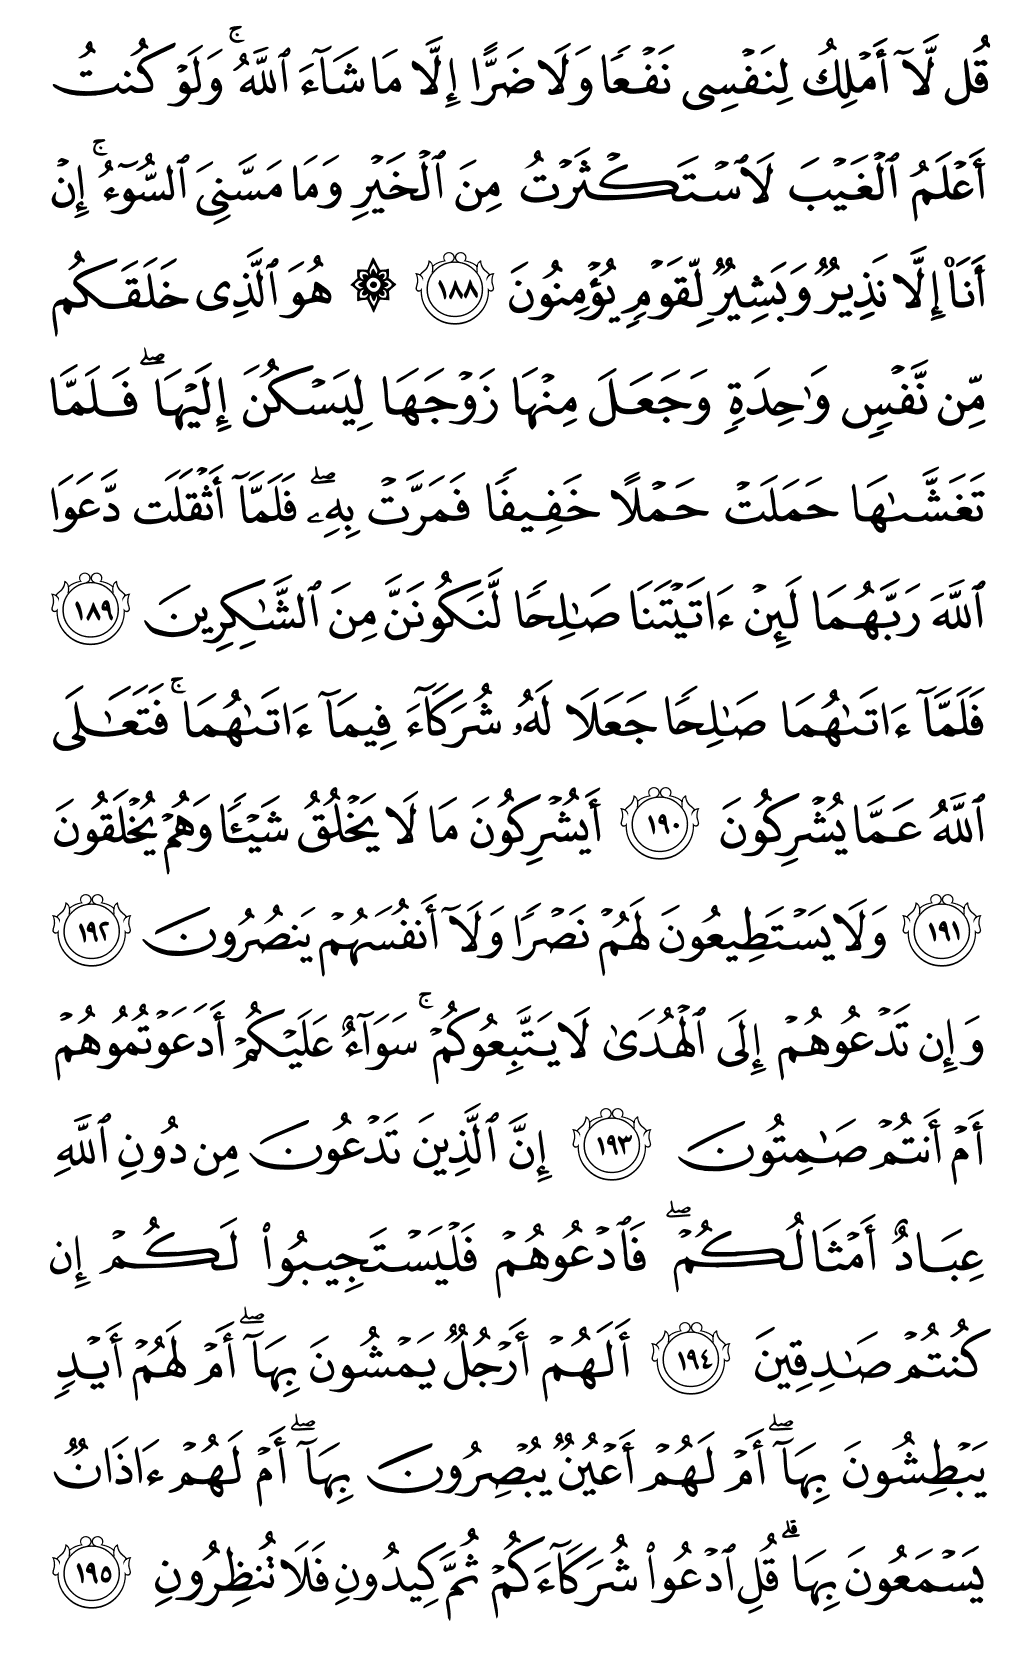 قُل لَّآ أَمۡلِكُ لِنَفۡسِي نَفۡعٗا وَلَا ضَرًّا إِلَّا مَا شَآءَ ٱللَّهُۚ وَلَوۡ كُنتُ
أَعۡلَمُ ٱلۡغَيۡبَ لَٱسۡتَكۡثَرۡتُ مِنَ ٱلۡخَيۡرِ وَمَا مَسَّنِيَ ٱلسُّوٓءُۚ إِنۡ
أَنَا۠ إِلَّا نَذِيرٞ وَبَشِيرٞ لِّقَوۡمٖ يُؤۡمِنُونَ ١٨٨ ۞ هُوَ ٱلَّذِي خَلَقَكُم
مِّن نَّفۡسٖ وَٰحِدَةٖ وَجَعَلَ مِنۡهَا زَوۡجَهَا لِيَسۡكُنَ إِلَيۡهَاۖ فَلَمَّا
تَغَشَّىٰهَا حَمَلَتۡ حَمۡلًا خَفِيفٗا فَمَرَّتۡ بِهِۦۖ فَلَمَّآ أَثۡقَلَت دَّعَوَا
ٱللَّهَ رَبَّهُمَا لَئِنۡ ءَاتَيۡتَنَا صَٰلِحٗا لَّنَكُونَنَّ مِنَ ٱلشَّٰكِرِينَ ١٨٩
فَلَمَّآ ءَاتَىٰهُمَا صَٰلِحٗا جَعَلَا لَهُۥ شُرَكَآءَ فِيمَآ ءَاتَىٰهُمَاۚ فَتَعَٰلَى
ٱللَّهُ عَمَّا يُشۡرِكُونَ ١٩٠ أَيُشۡرِكُونَ مَا لَا يَخۡلُقُ شَيۡـٔٗا وَهُمۡ يُخۡلَقُونَ
١٩١ وَلَا يَسۡتَطِيعُونَ لَهُمۡ نَصۡرٗا وَلَآ أَنفُسَهُمۡ يَنصُرُونَ ١٩٢
وَإِن تَدۡعُوهُمۡ إِلَى ٱلۡهُدَىٰ لَا يَتَّبِعُوكُمۡۚ سَوَآءٌ عَلَيۡكُمۡ أَدَعَوۡتُمُوهُمۡ
أَمۡ أَنتُمۡ صَٰمِتُونَ ١٩٣ إِنَّ ٱلَّذِينَ تَدۡعُونَ مِن دُونِ ٱللَّهِ
عِبَادٌ أَمۡثَالُكُمۡۖ فَٱدۡعُوهُمۡ فَلۡيَسۡتَجِيبُواْ لَكُمۡ إِن
كُنتُمۡ صَٰدِقِينَ ١٩٤ أَلَهُمۡ أَرۡجُلٞ يَمۡشُونَ بِهَآۖ أَمۡ لَهُمۡ أَيۡدٖ
يَبۡطِشُونَ بِهَآۖ أَمۡ لَهُمۡ أَعۡيُنٞ يُبۡصِرُونَ بِهَآۖ أَمۡ لَهُمۡ ءَاذَانٞ
يَسۡمَعُونَ بِهَاۗ قُلِ ٱدۡعُواْ شُرَكَآءَكُمۡ ثُمَّ كِيدُونِ فَلَا تُنظِرُونِ ١٩٥